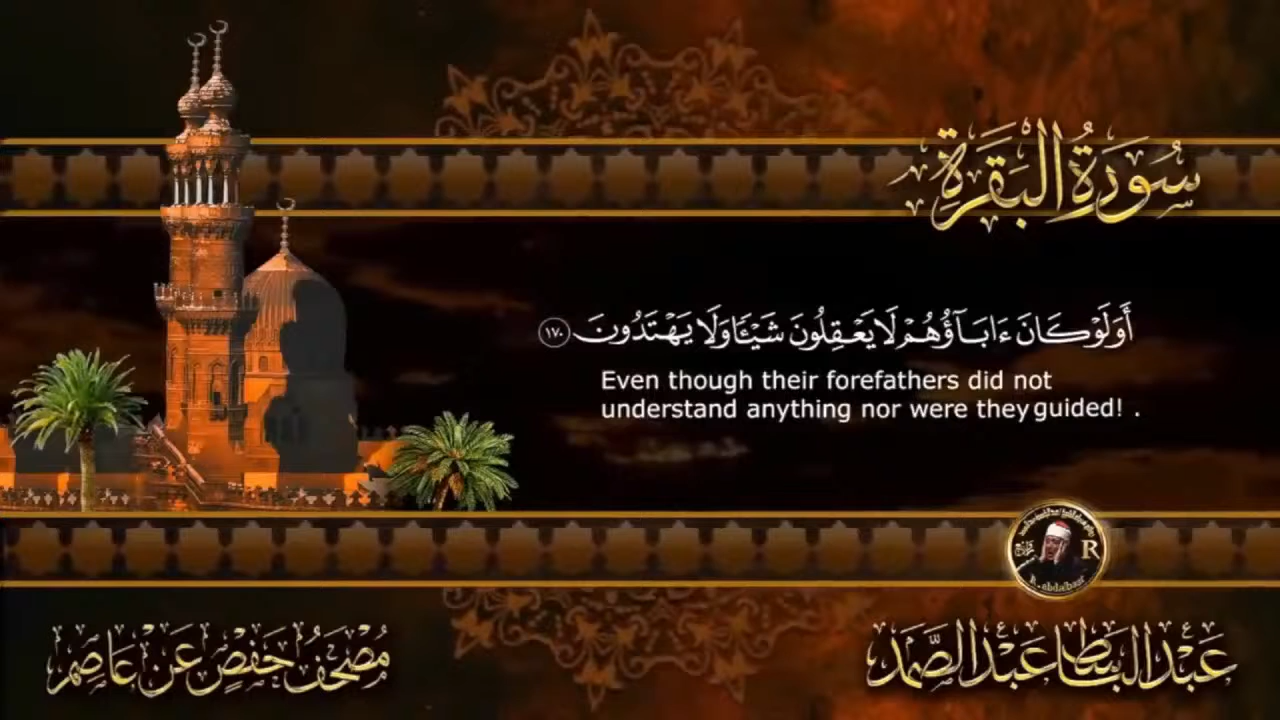 سُورَةُ البَقَرَةِ
أَوَلَوْ كَانَ ءَابَآؤُهُمْ لَا يَعْقِلُونَ شَيْـًٔا وَلَا يَهْتَدُونَ ١٧٠
Even though their forefathers did not
understand anything nor were they guided! .
R
عَبْدُ البَاسِط عَبْدُ الصَّمَد
مُصْحَفُ حَفْصٍ عَنْ عَاصِم